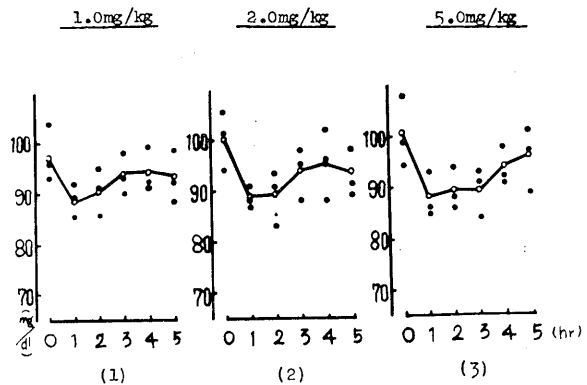 1.0mg/kg 2.0mg/kg 5.0mg/kg
100 100 100
90 90 90
80 80 80
70 70 70
(mg/dl)
0 1 2 3 4 5 0 1 2 3 4 5 0 1 2 3 4 5 (hr)
(1) (2) (3)